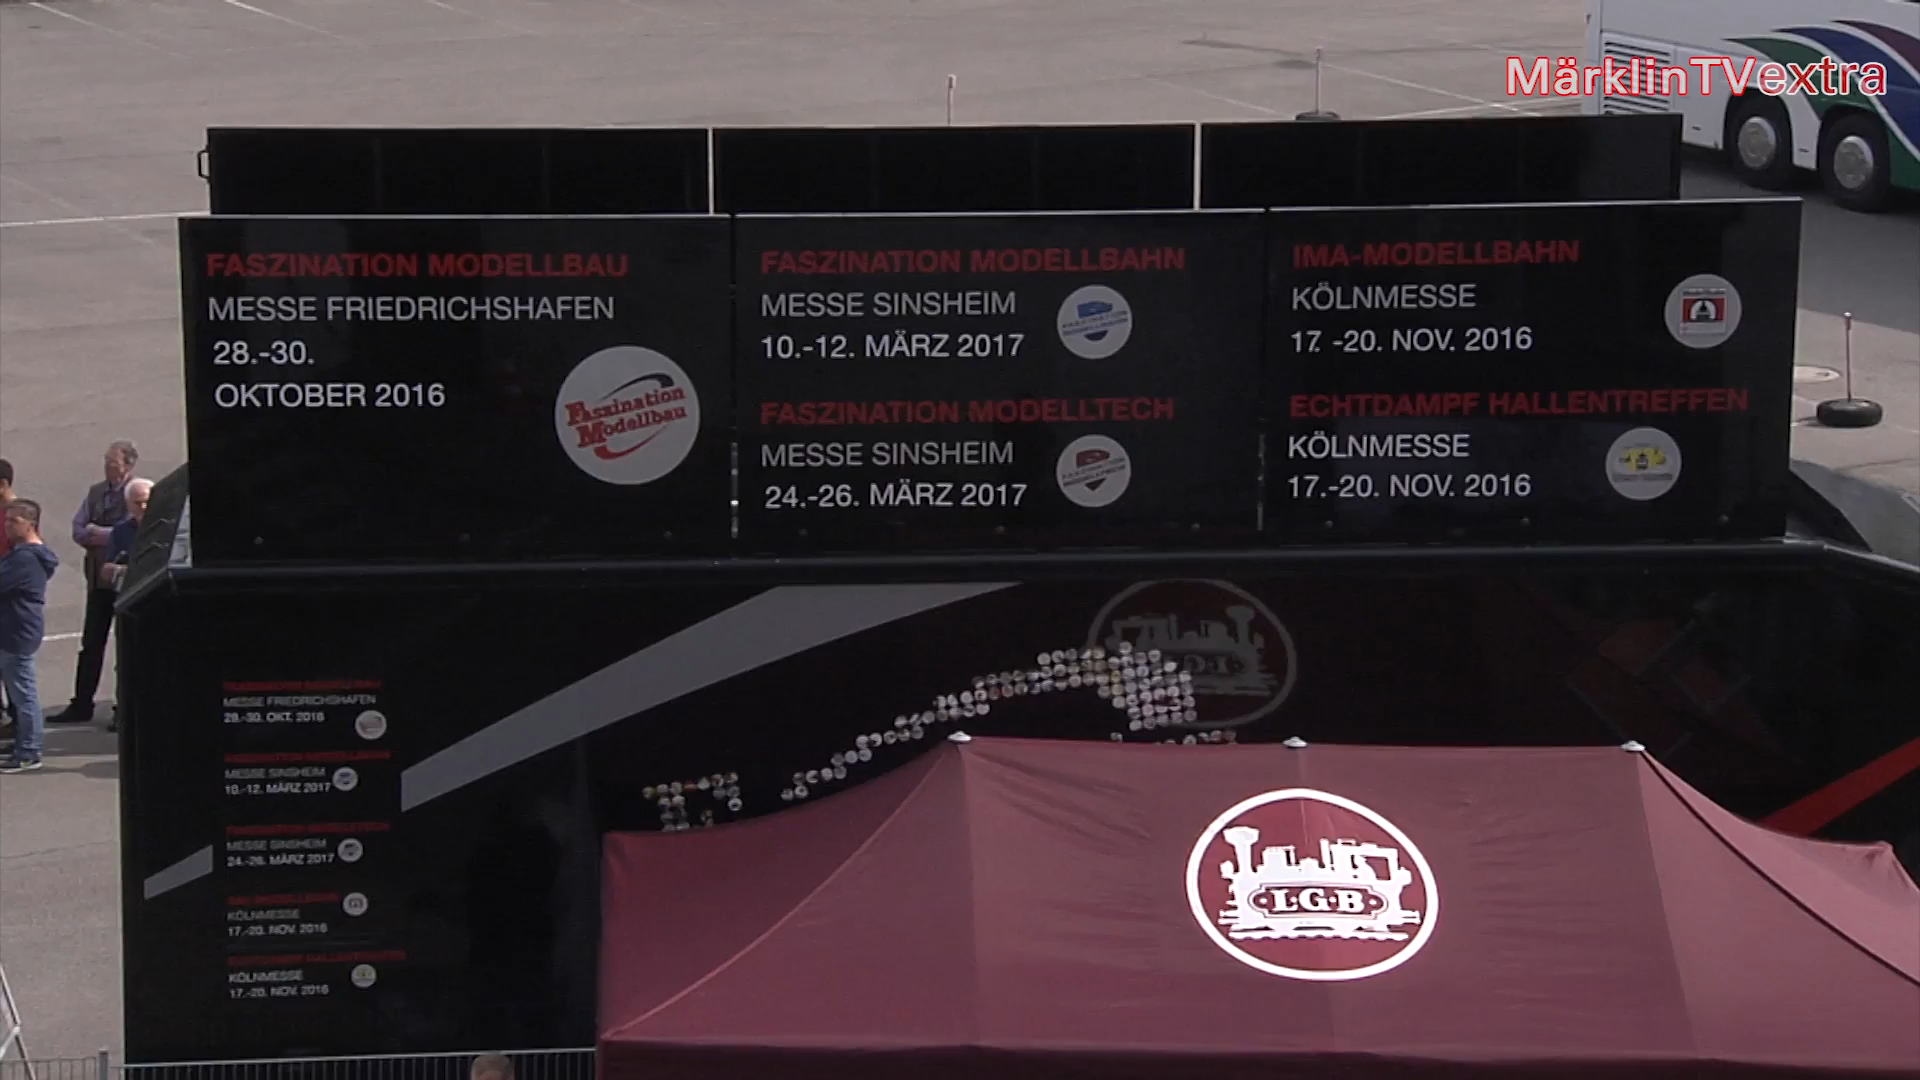 MärklinTVextra
FASZINATION MODELLBAU
MESSE FRIEDRICHSHAFEN
28.-30.
OKTOBER 2016
Faszination
Modellbau
FASZINATION MODELLBAHN
MESSE SINSHEIM
10.-12. MÄRZ 2017
FASZINATION MODELLTECH
MESSE SINSHEIM
24.-26. MÄRZ 2017
IMA-MODELLBAHN
KÖLNMESSE
17.-20. NOV. 2016
ECHTDAMPF HALLENTREFFEN
KÖLNMESSE
17.-20. NOV. 2016
MESSE FRIEDRICHSHAFEN
28.-30. OKT. 2016
MESSE SINSHEIM
10.-12. MÄRZ 2017
MESSE SINSHEIM
24.-26. MÄRZ 2017
KÖLNMESSE
17.-20. NOV. 2016
KÖLNMESSE
17.-20. NOV. 2016
LGB
L·G·B